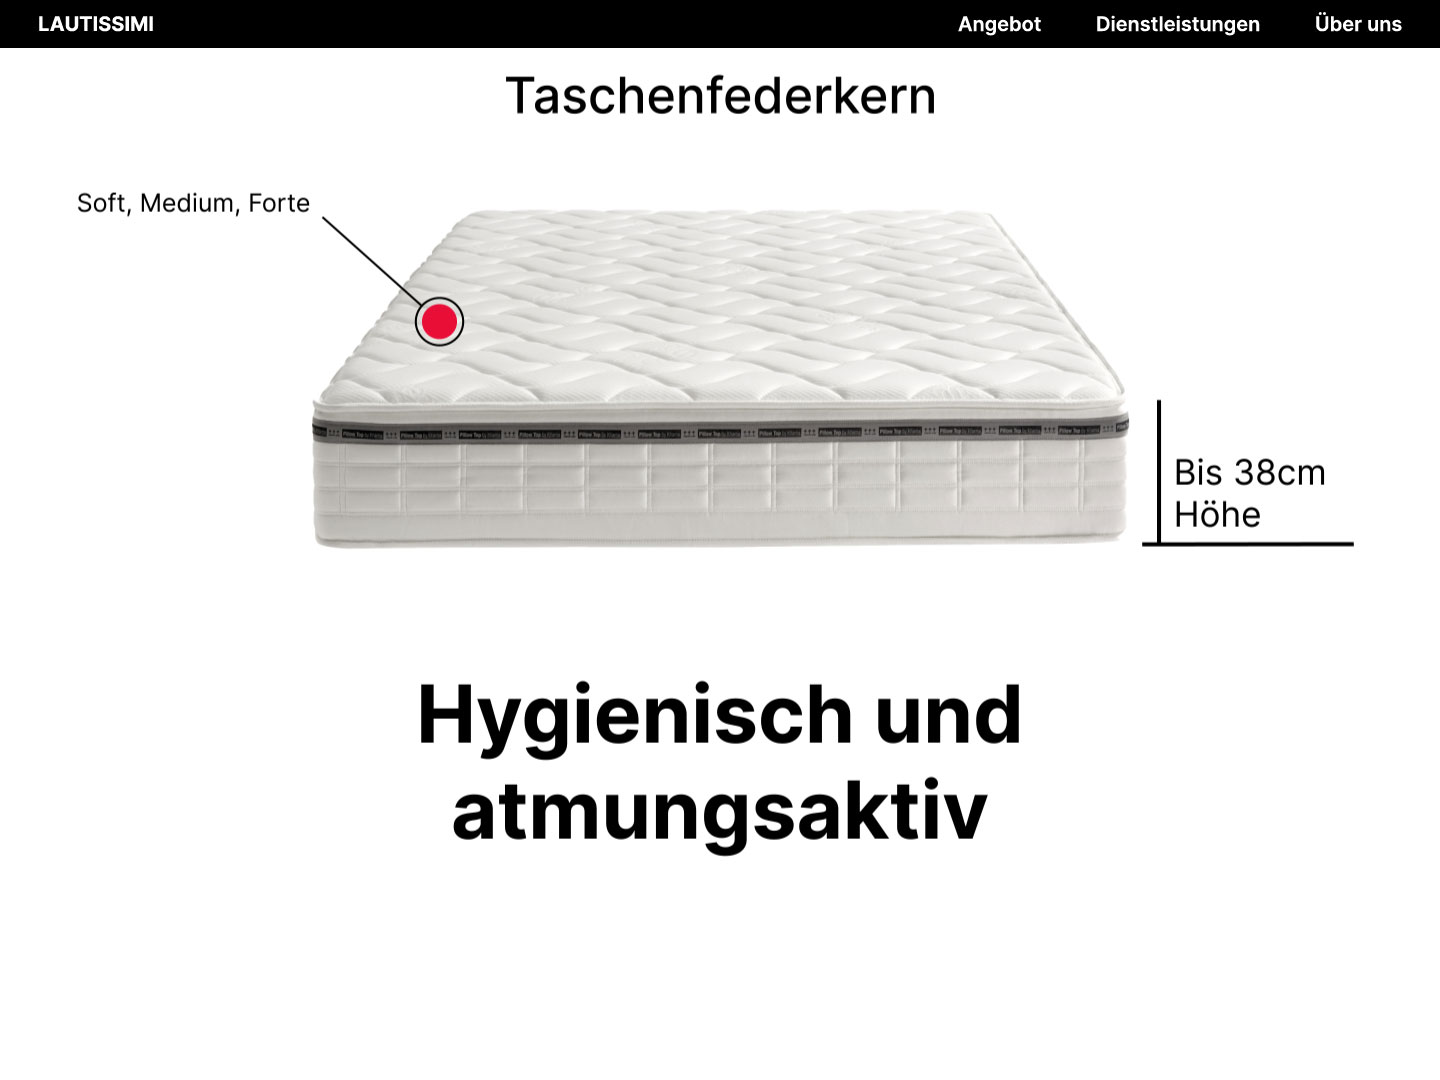 LAUTISSIMI Angebot Dienstleistungen Über uns
Taschenfederkern
Soft, Medium, Forte
Bis 38cm
Höhe
Hygienisch und
atmungsaktiv